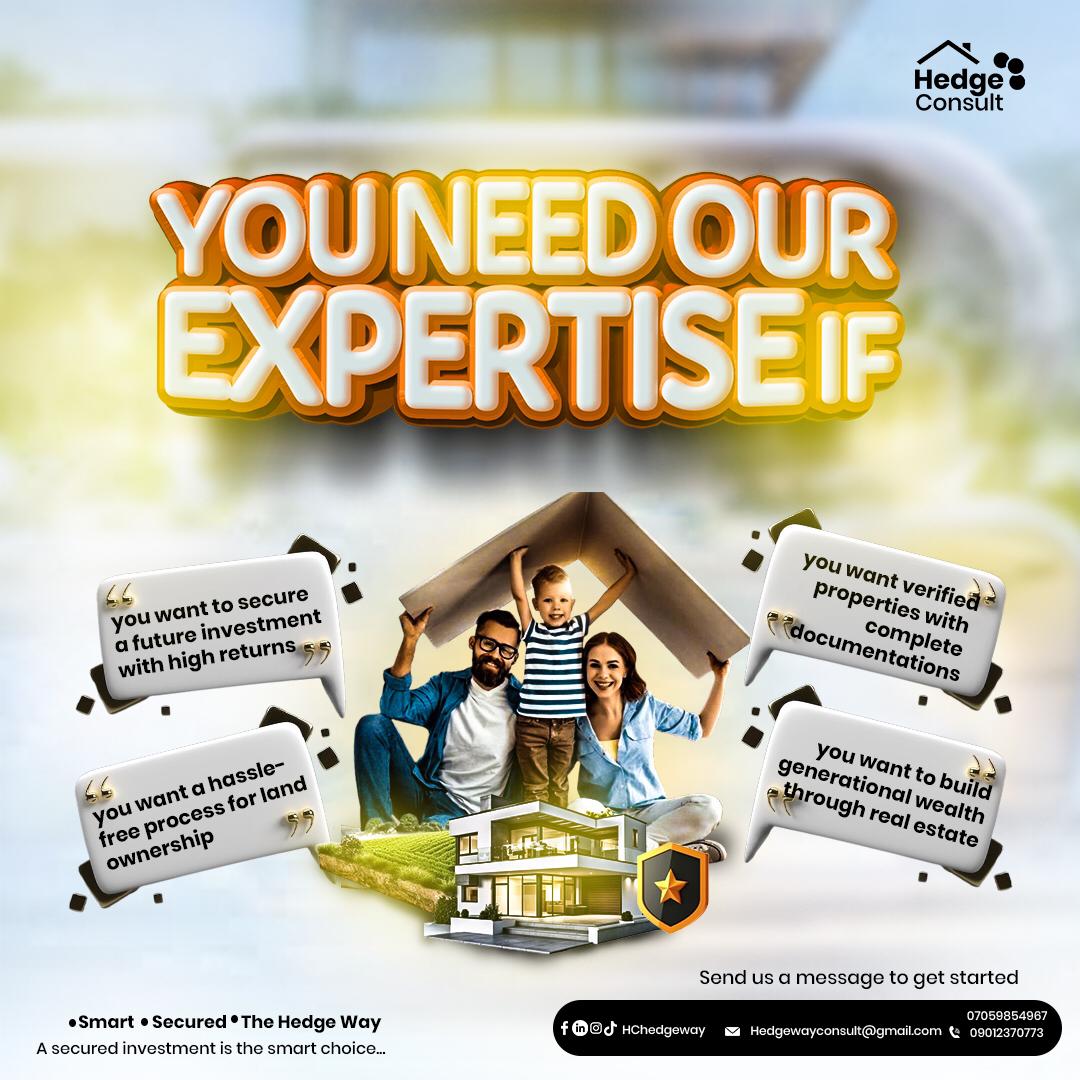 Hedge
Consult
YOU NEED OUR
EXPERTISE IF
“ you want to secure
a future investment
with high returns ”
“ you want verified
properties with
complete
documentations ”
“ you want a hassle-
free process for land
ownership ”
“ you want to build
generational wealth
through real estate ”
Send us a message to get started
•Smart •Secured •The Hedge Way
A secured investment is the smart choice...
HChedgeway
Hedgewayconsult@gmail.com
07059854967
09012370773